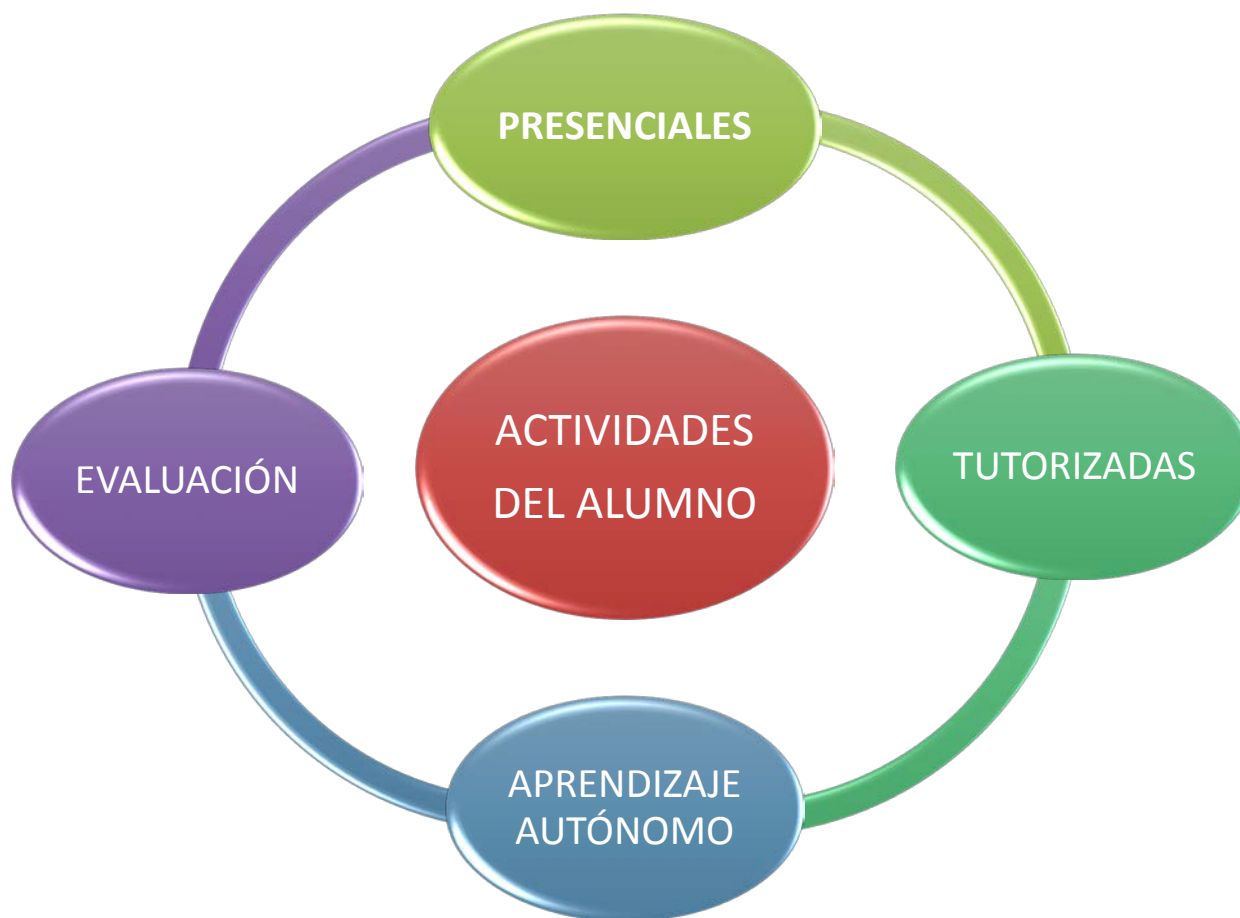 PRESENCIALES
ACTIVIDADES
DEL ALUMNO
EVALUACIÓN
TUTORIZADAS
APRENDIZAJE
AUTÓNOMO